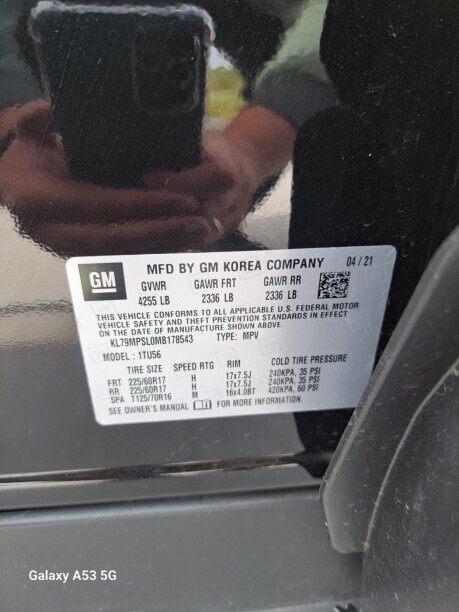 GM
MFD BY GM KOREA COMPANY 04 / 21
GVWR GAWR FRT GAWR RR
4255 LB 2336 LB 2336 LB
THIS VEHICLE CONFORMS TO ALL APPLICABLE U.S. FEDERAL MOTOR
VEHICLE SAFETY, BUMPER, AND THEFT PREVENTION STANDARDS IN EFFECT
ON THE DATE OF MANUFACTURE SHOWN ABOVE.
KL79MPSL0MB178543 TYPE: MPV
MODEL: 1TU56
TIRE SIZE SPEED RTG RIM COLD TIRE PRESSURE
FRT 225/60R17 H 17x7.5J 240KPA, 35 PSI
RR 225/60R17 H 17x7.5J 240KPA, 35 PSI
SPA T125/70R16 M 16x4.0BT 420KPA, 60 PSI
SEE OWNER'S MANUAL FOR MORE INFORMATION.
Galaxy A53 5G